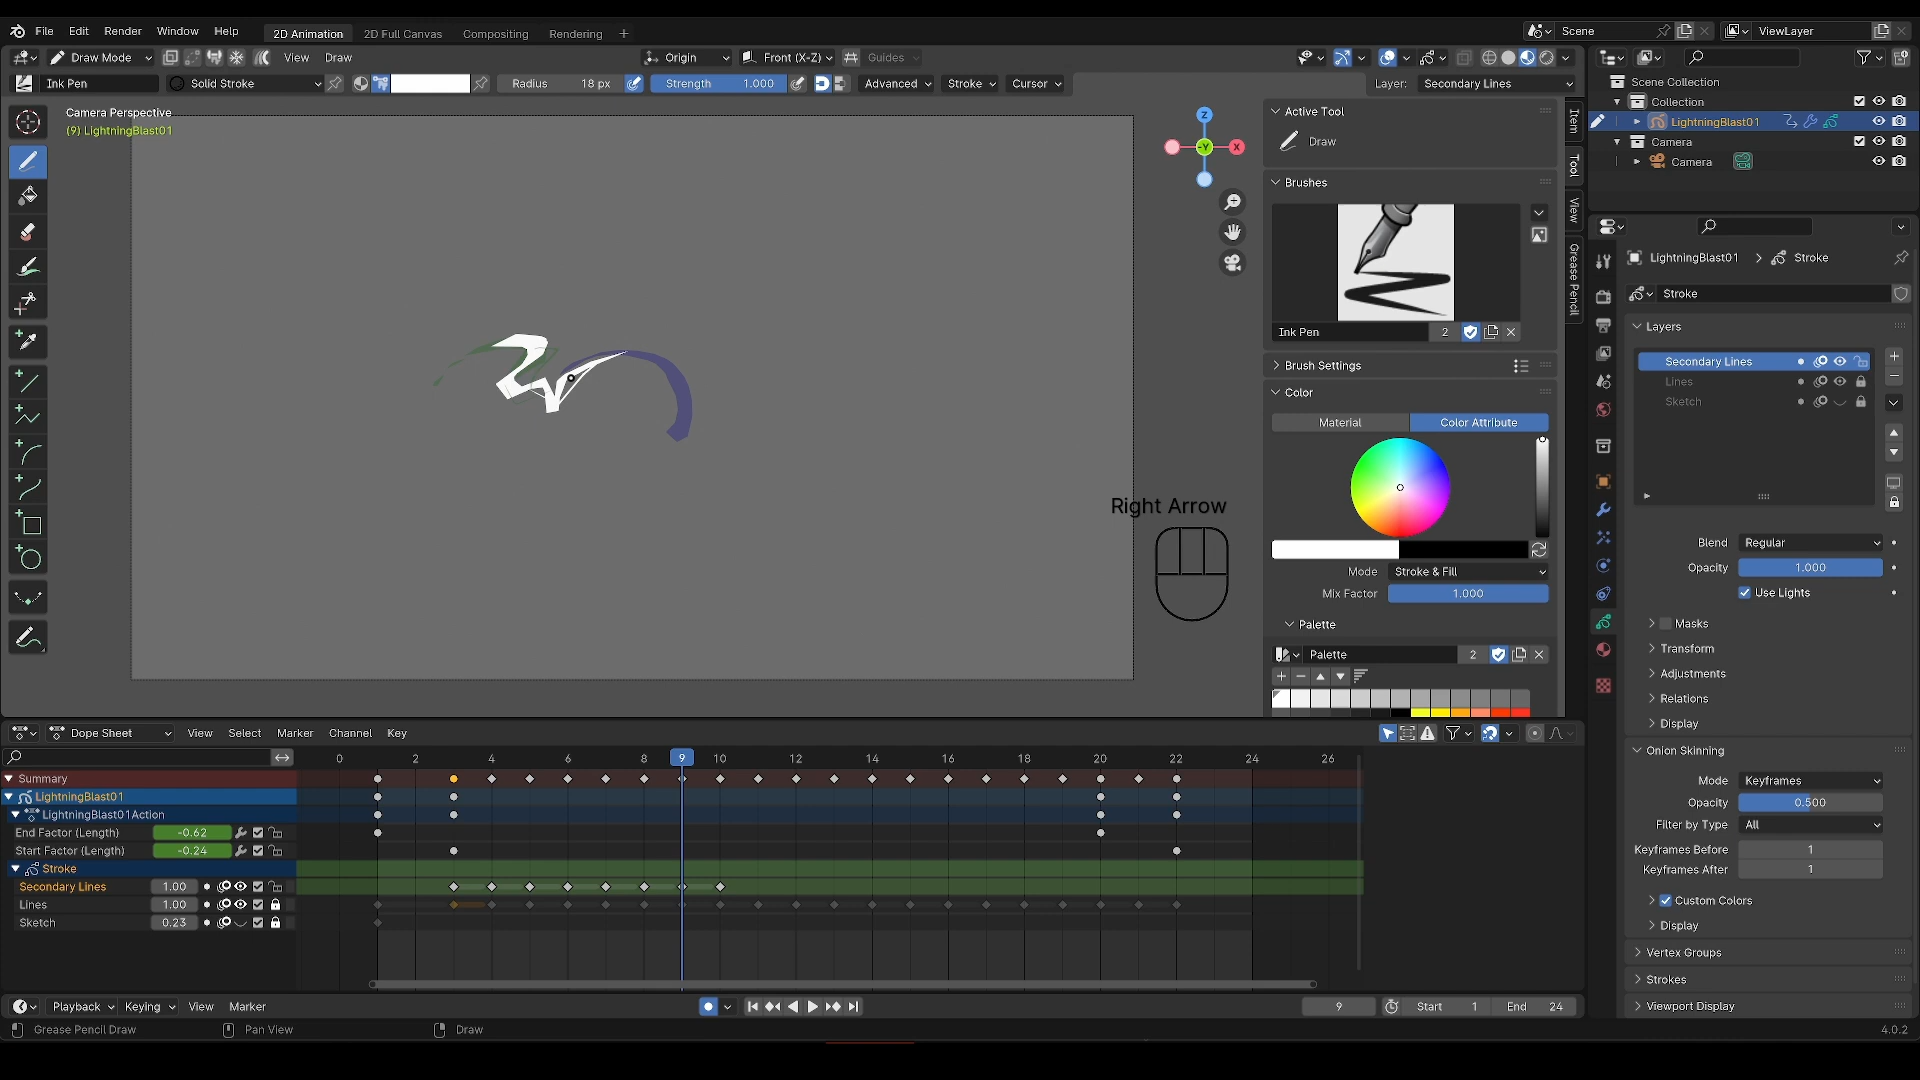 File Edit Render Window Help 2D Animation 2D Full Canvas Compositing Rendering + Scene ViewLayer
Draw Mode View Draw Origin Front (X-Z) Guides
Ink Pen Solid Stroke Radius 18 px Strength 1.000 Advanced Stroke Cursor Layer: Secondary Lines
Camera Perspective
(9) LightningBlast01
Z
-Y
X
Right Arrow
Active Tool
Draw
Brushes
Ink Pen 2
Brush Settings
Color
Material Color Attribute
Mode Stroke & Fill
Mix Factor 1.000
Palette
Palette 2
Item
Tool
View
Grease Pencil
Scene Collection
Collection
LightningBlast01
Camera
Camera
LightningBlast01 > Stroke
Stroke
Layers
Secondary Lines
Lines
Sketch
Blend Regular
Opacity 1.000
Use Lights
Masks
Transform
Adjustments
Relations
Display
Onion Skinning
Mode Keyframes
Opacity 0.500
Filter by Type All
Keyframes Before 1
Keyframes After 1
Custom Colors
Display
Vertex Groups
Strokes
Viewport Display
Dope Sheet View Select Marker Channel Key
0 2 4 6 8 9 10 12 14 16 18 20 22 24 26
Summary
LightningBlast01
LightningBlast01Action
End Factor (Length) -0.62
Start Factor (Length) -0.24
Stroke
Secondary Lines 1.00
Lines 1.00
Sketch 0.23
Playback Keying View Marker 9 Start 1 End 24
Grease Pencil Draw Pan View Draw 4.0.2